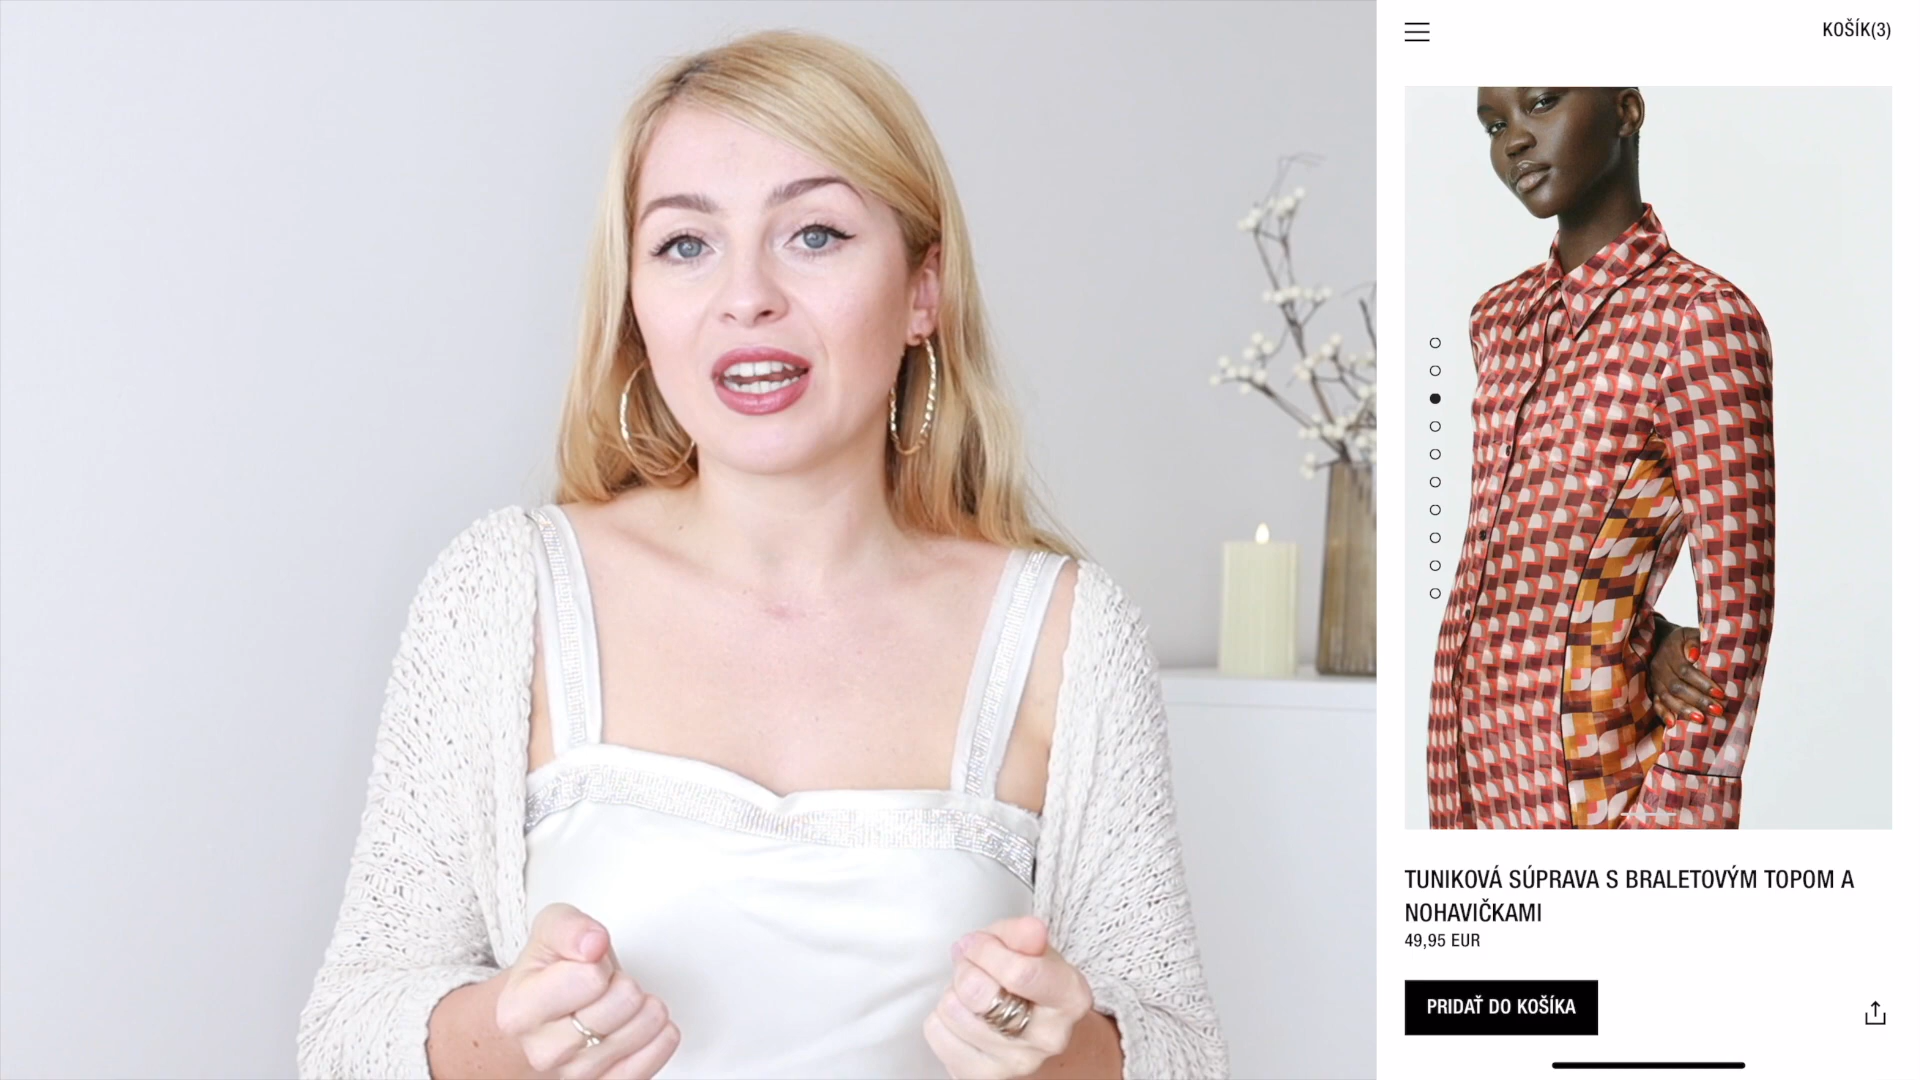 KOŠÍK(3)
TUNIKOVÁ SÚPRAVA S BRALETOVÝM TOPOM A
NOHAVIČKAMI
49,95 EUR
PRIDAŤ DO KOŠÍKA